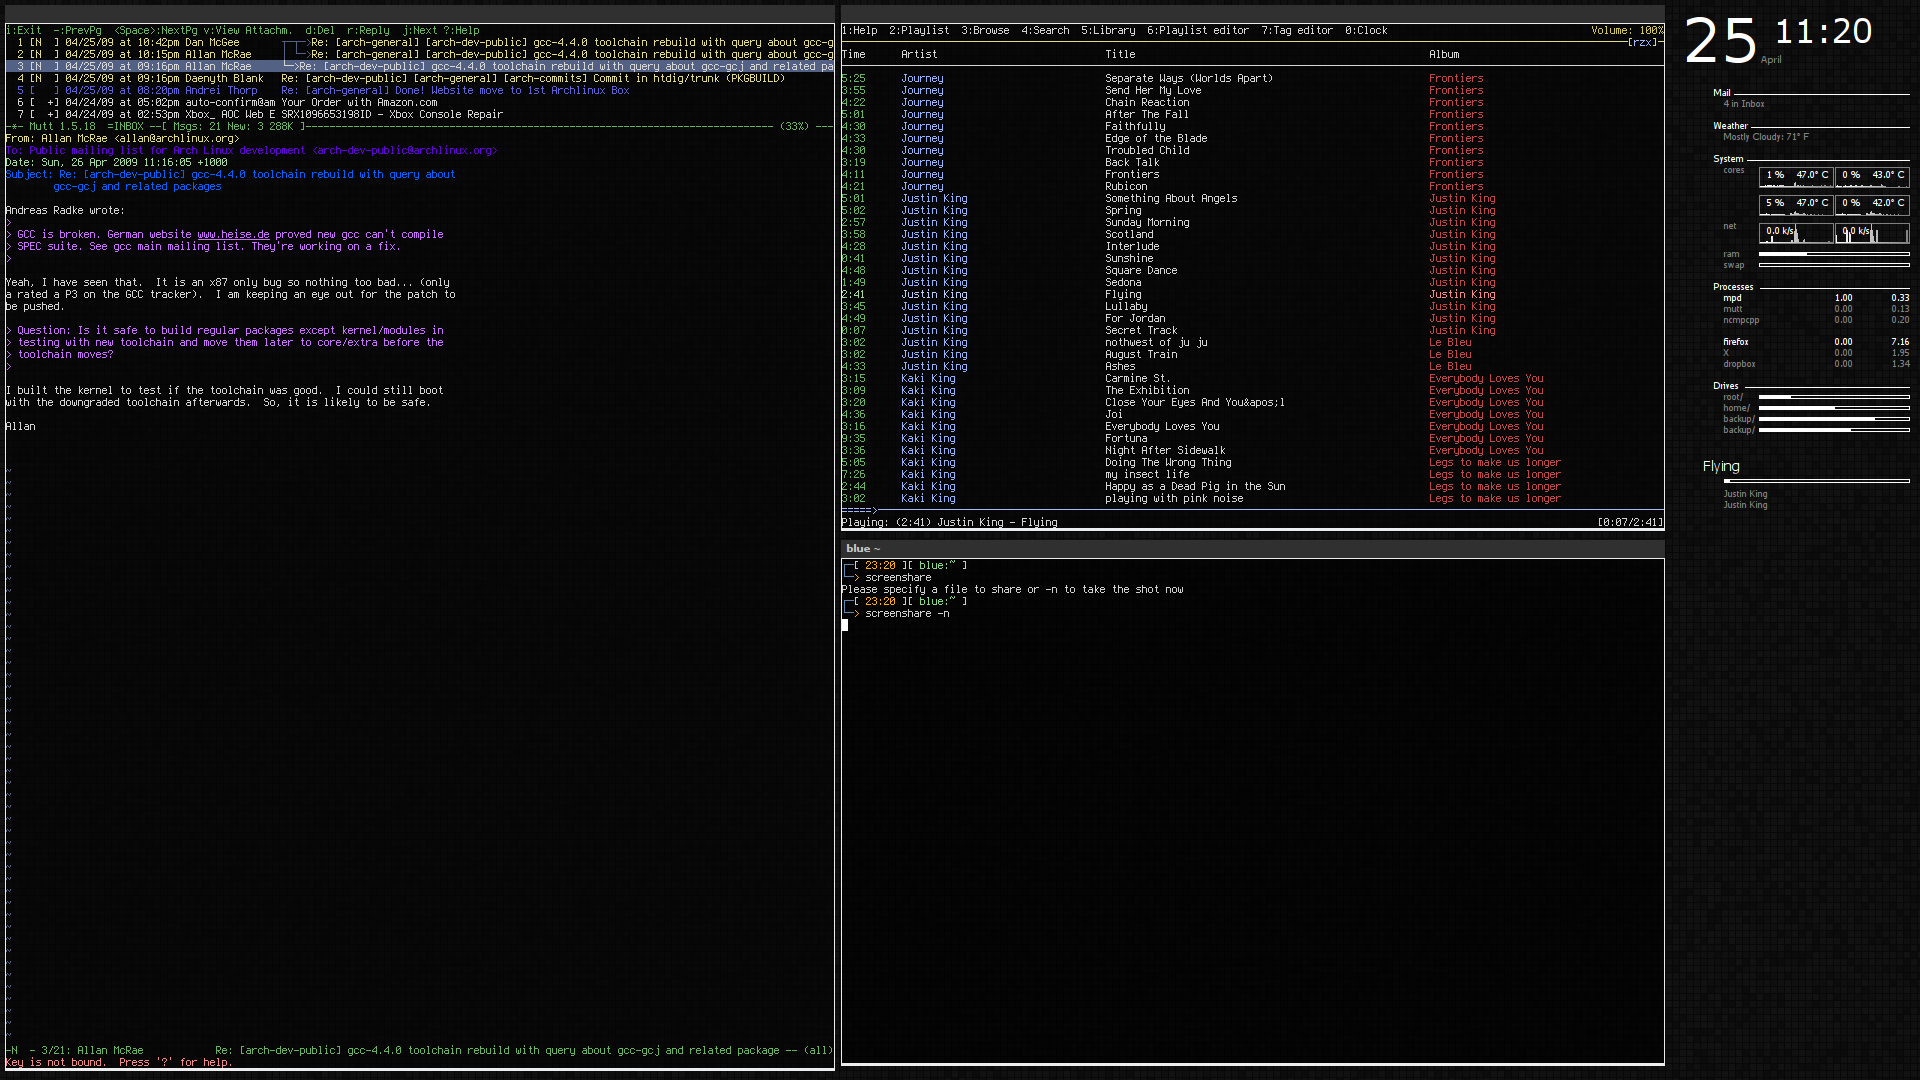 i:Exit  -:PrevPg  <Space>:NextPg v:View Attachm.  d:Del  r:Reply  j:Next ?:Help
1 [N  ] 04/25/09 at 10:42pm Dan McGee ┌──>Re: [arch-general] [arch-dev-public] gcc-4.4.0 toolchain rebuild with query about gcc-g
2 [N  ] 04/25/09 at 10:15pm Allan McRae │ └─>Re: [arch-general] [arch-dev-public] gcc-4.4.0 toolchain rebuild with query about gcc-g
3 [N  ] 04/25/09 at 09:16pm Allan McRae └─>Re: [arch-dev-public] gcc-4.4.0 toolchain rebuild with query about gcc-gcj and related pa
4 [N  ] 04/25/09 at 09:16pm Daenyth Blank Re: [arch-dev-public] [arch-general] [arch-commits] Commit in htdig/trunk (PKGBUILD)
5 [   ] 04/25/09 at 08:20pm Andrei Thorp Re: [arch-general] Done! Website move to 1st Archlinux Box
6 [  +] 04/24/09 at 05:02pm auto-confirm@am Your Order with Amazon.com
7 [  +] 04/24/09 at 02:53pm Xbox_ AOC Web E SRX1096653198ID - Xbox Console Repair
-*- Mutt 1.5.18  =INBOX --[ Msgs: 21 New: 3 288K ]--- (33%) ---
From: Allan McRae <allan@archlinux.org>
To: Public mailing list for Arch Linux development <arch-dev-public@archlinux.org>
Date: Sun, 26 Apr 2009 11:16:05 +1000
Subject: Re: [arch-dev-public] gcc-4.4.0 toolchain rebuild with query about
gcc-gcj and related packages
Andreas Radke wrote:
>
> GCC is broken. German website www.heise.de proved new gcc can't compile
> SPEC suite. See gcc main mailing list. They're working on a fix.
>
Yeah, I have seen that.  It is an x87 only bug so nothing too bad... (only
a rated a P3 on the GCC tracker).  I am keeping an eye out for the patch to
be pushed.
> Question: Is it safe to build regular packages except kernel/modules in
> testing with new toolchain and move them later to core/extra before the
> toolchain moves?
>
I built the kernel to test if the toolchain was good.  I could still boot
with the downgraded toolchain afterwards.  So, it is likely to be safe.
Allan
-N  - 3/21: Allan McRae Re: [arch-dev-public] gcc-4.4.0 toolchain rebuild with query about gcc-gcj and related package -- (all)
Key is not bound.  Press '?' for help.
1:Help  2:Playlist  3:Browse  4:Search  5:Library  6:Playlist editor  7:Tag editor  0:Clock Volume: 100%
[rzx]
Time Artist Title Album
5:25 Journey Separate Ways (Worlds Apart) Frontiers
3:55 Journey Send Her My Love Frontiers
4:22 Journey Chain Reaction Frontiers
5:01 Journey After The Fall Frontiers
4:30 Journey Faithfully Frontiers
4:33 Journey Edge of the Blade Frontiers
4:30 Journey Troubled Child Frontiers
3:19 Journey Back Talk Frontiers
4:11 Journey Frontiers Frontiers
4:21 Journey Rubicon Frontiers
5:01 Justin King Something About Angels Justin King
5:02 Justin King Spring Justin King
2:57 Justin King Sunday Morning Justin King
3:58 Justin King Scotland Justin King
4:28 Justin King Interlude Justin King
0:41 Justin King Sunshine Justin King
4:48 Justin King Square Dance Justin King
1:49 Justin King Sedona Justin King
2:41 Justin King Flying Justin King
3:45 Justin King Lullaby Justin King
4:49 Justin King For Jordan Justin King
0:07 Justin King Secret Track Justin King
3:02 Justin King nothwest of ju ju Le Bleu
3:02 Justin King August Train Le Bleu
4:33 Justin King Ashes Le Bleu
3:15 Kaki King Carmine St. Everybody Loves You
3:09 Kaki King The Exhibition Everybody Loves You
3:20 Kaki King Close Your Eyes And You&apos;l Everybody Loves You
4:36 Kaki King Joi Everybody Loves You
3:16 Kaki King Everybody Loves You Everybody Loves You
9:35 Kaki King Fortuna Everybody Loves You
3:36 Kaki King Night After Sidewalk Everybody Loves You
5:05 Kaki King Doing The Wrong Thing Legs to make us longer
7:26 Kaki King my insect life Legs to make us longer
2:44 Kaki King Happy as a Dead Pig in the Sun Legs to make us longer
3:02 Kaki King playing with pink noise Legs to make us longer
=====>
Playing: (2:41) Justin King - Flying [0:07/2:41]
blue ~
┌─[ 23:20 ][ blue:~ ]
└─> screenshare
Please specify a file to share or -n to take the shot now
┌─[ 23:20 ][ blue:~ ]
└─> screenshare -n
25 11:20
April
Mail
4 in Inbox
Weather
Mostly Cloudy: 71° F
System
cores 1 % 47.0° C 0 % 43.0° C
5 % 47.0° C 0 % 42.0° C
net 0.0 k/s 0.0 k/s
ram
swap
Processes
mpd 1.00 0.33
mutt 0.00 0.13
ncmpcpp 0.00 0.20
firefox 0.00 7.16
X 0.00 1.95
dropbox 0.00 1.34
Drives
root/
home/
backup/
backup/
Flying
Justin King
Justin King